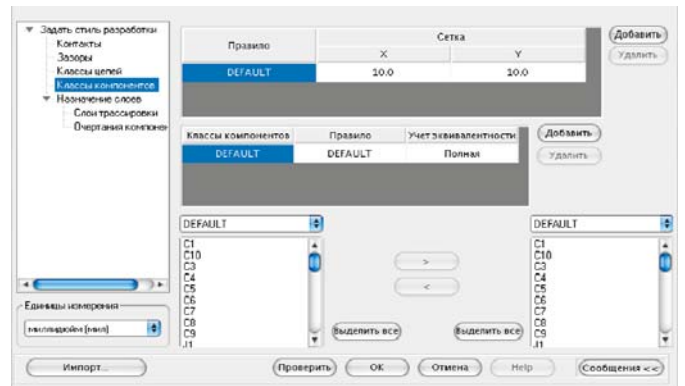 Задать стиль разработки
Контакты
Зазоры
Классы цепей
Классы компонентов
Назначение слоев
Слои трассировки
Очертания компонен
Единицы измерения
миллидюйм [мил]
Правило
Сетка
X
Y
DEFAULT
10.0
10.0
Добавить
Удалить
Классы компонентов
Правило
Учет эквивалентности
DEFAULT
DEFAULT
Полная
Добавить
Удалить
DEFAULT
C1
C10
C3
C4
C5
C6
C7
C8
C9
J1
>
<
Выделить все
Выделить все
DEFAULT
C1
C10
C3
C4
C5
C6
C7
C8
C9
J1
Импорт...
Проверить
OK
Отмена
Help
Сообщения <<